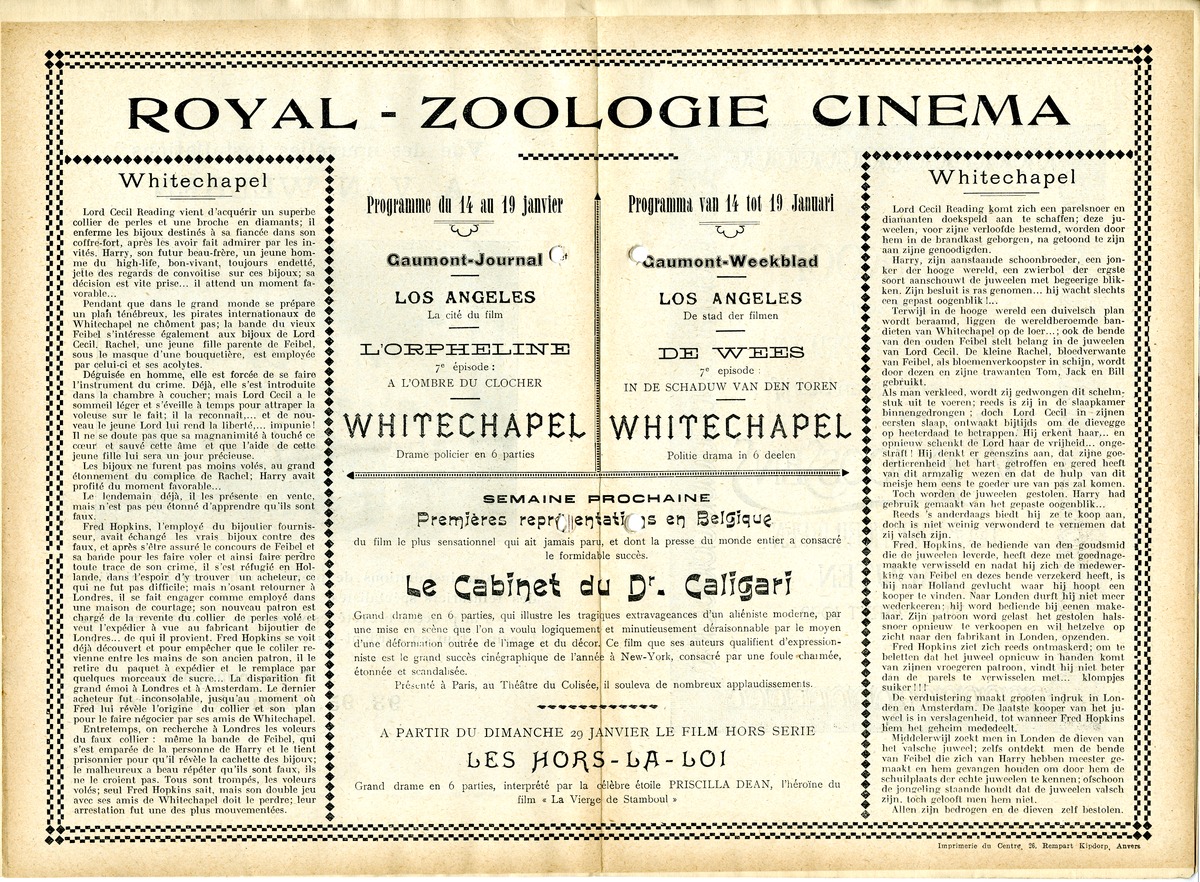 ROYAL - ZOOLOGIE CINEMA
Whitechapel
Lord Cecil Reading vient d'acquérir un superbe
collier de perles et une broche en diamants; il
enferme les bijoux destinés à sa fiancée dans son
coffre-fort, après les avoir fait admirer par les in-
vités. Harry, son futur beau-frère, un jeune hom-
me du high-life, bon-vivant, toujours endetté,
jette des regards de convoitise sur ces bijoux; sa
décision est vite prise... il attend un moment fa-
vorable...
Pendant que dans le grand monde se prépare
un plan ténébreux, les pirates internationaux de
Whitechapel ne chôment pas; la bande du vieux
Feibel s'intéresse également aux bijoux de Lord
Cecil. Rachel, une jeune fille parente de Feibel,
sous le masque d'une bouquetière, est employée
par celui-ci et ses acolytes.
Déguisée en homme, elle est forcée de se faire
l'instrument du crime. Déjà, elle s'est introduite
dans la chambre à coucher; mais Lord Cecil a le
sommeil léger et s'éveille à temps pour attraper la
voleuse sur le fait; il la reconnaît,... et de nou-
veau le jeune Lord lui rend la liberté,... impunie!
Il ne se doute pas que sa magnanimité a touché ce
cœur et sauvé cette âme et que l'aide de cette
jeune fille lui sera un jour précieuse.
Les bijoux ne furent pas moins volés, au grand
étonnement du complice de Rachel; Harry avait
profité du moment favorable...
Le lendemain déjà, il les présente en vente,
mais n'est pas peu étonné d'apprendre qu'ils sont
faux.
Fred Hopkins, l'employé du bijoutier fournis-
seur, avait échangé les vrais bijoux contre des
faux, et après s'être assuré le concours de Feibel et
sa bande pour les faire voler et ainsi faire perdre
toute trace de son crime, il s'est réfugié en Hol-
lande, dans l'espoir d'y trouver un acheteur, ce
qui ne fut pas difficile; mais n'osant retourner à
Londres, il se fait engager comme employé dans
une maison de courtage; son nouveau patron est
chargé de la revente du collier de perles volé et
veut l'expédier à vue au fabricant bijoutier de
Londres... de qui il provient. Fred Hopkins se voit
déjà découvert et pour empêcher que le collier re-
vienne entre les mains de son ancien patron, il le
retire du paquet à expédier et le remplace par
quelques morceaux de sucre... La disparition fit
grand émoi à Londres et à Amsterdam. Le dernier
acheteur fut inconsolable, jusqu'au moment où
Fred lui révèle l'origine du collier et son plan
pour le faire négocier par ses amis de Whitechapel.
Entretemps, on recherche à Londres les voleurs
du faux collier : même la bande de Feibel, qui
s'est emparée de la personne de Harry et le tient
prisonnier pour qu'il révèle la cachette des bijoux;
le malheureux a beau répéter qu'ils sont faux, ils
ne le croient pas. Tous sont trompés, les voleurs
volés; seul Fred Hopkins sait, mais son double jeu
avec ses amis de Whitechapel doit le perdre; leur
arrestation fut une des plus mouvementées.
Programme du 14 au 19 janvier
Gaumont-Journal
LOS ANGELES
La cité du film
L'ORPHELINE
7e épisode :
A L'OMBRE DU CLOCHER
WHITECHAPEL
Drame policier en 6 parties
Programma van 14 tot 19 Januari
Gaumont-Weekblad
LOS ANGELES
De stad der filmen
DE WEES
7e episode :
IN DE SCHADUW VAN DEN TOREN
WHITECHAPEL
Politie drama in 6 deelen
SEMAINE PROCHAINE
Premières représentations en Belgique
du film le plus sensationnel qui ait jamais paru, et dont la presse du monde entier a consacré
le formidable succès.
Le Cabinet du Dr. Caligari
Grand drame en 6 parties, qui illustre les tragiques extravagances d'un aliéniste moderne, par
une mise en scène que l'on a voulu logiquement et minutieusement déraisonnable par le moyen
d'une déformation outrée de l'image et du décor. Ce film que ses auteurs qualifient d'expression-
niste est le grand succès cinégraphique de l'année à New-York, consacré par une foule charmée,
étonnée et scandalisée.
Présenté à Paris, au Théâtre du Colisée, il souleva de nombreux applaudissements.
A PARTIR DU DIMANCHE 29 JANVIER LE FILM HORS SERIE
LES HORS-LA-LOI
Grand drame en 6 parties, interprété par la célèbre étoile PRISCILLA DEAN, l'héroïne du
film « La Vierge de Stamboul »
Whitechapel
Lord Cecil Reading komt zich een parelsnoer en
diamanten doekspeld aan te schaffen; deze ju-
weelen, voor zijne verloofde bestemd, worden door
hem in de brandkast geborgen, na getoond te zijn
aan zijne genoodigden.
Harry, zijn aanstaande schoonbroeder, een jon-
ker der hooge wereld, een zwierbol der ergste
soort aanschouwt de juweelen met begeerige blik-
ken. Zijn besluit is ras genomen... hij wacht slechts
een gepast oogenblik!...
Terwijl in de hooge wereld een duivelsch plan
wordt beraamd, liggen de wereldberoemde ban-
dieten van Whitechapel op de loer...; ook de bende
van den ouden Feibel stelt belang in de juweelen
van Lord Cecil. De kleine Rachel, bloedverwante
van Feibel, als bloemenverkoopster in schijn, wordt
door dezen en zijne trawanten Tom, Jack en Bill
gebruikt.
Als man verkleed, wordt zij gedwongen dit schelm-
stuk uit te voeren; reeds is zij in de slaapkamer
binnengedrongen ; doch Lord Cecil in zijnen
eersten slaap, ontwaakt bijtijds om de dievegge
op heeterdaad te betrappen. Hij erkent haar,.. en
opnieuw schenkt de Lord haar de vrijheid... onge-
straft! Hij denkt er geenszins aan, dat zijne goe-
dertierenheid het hart getroffen en gered heeft
van dit armzalig wezen en dat de hulp van dit
meisje hem eens te goeder ure van pas zal komen.
Toch worden de juweelen gestolen. Harry had
gebruik gemaakt van het gepaste oogenblik...
Reeds 's anderdaags biedt hij ze te koop aan,
doch is niet weinig verwonderd te vernemen dat
zij valsch zijn.
Fred. Hopkins, de bediende van den goudsmid
die de juweelen leverde, heeft deze met goednage-
maakte verwisseld en nadat hij zich de medewer-
king van Feibel en dezes bende verzekerd heeft, is
hij naar Holland gevlucht waar hij hoopt een
kooper te vinden. Naar Londen durft hij niet meer
wederkeeren; hij word bediende bij eenen make-
laar. Zijn patroon word gelast het gestolen hals-
snoer opnieuw te verkoopen en wil hetzelve op
zicht naar den fabrikant in Londen, opzenden.
Fred Hopkins ziet zich reeds ontmaskerd; om te
beletten dat het juweel opnieuw in handen komt
van zijnen vroegeren patroon, vindt hij niet beter
dan de parels te verwisselen met... klompjes
suiker!!!
De verduistering maakt grooten indruk in Lon-
den en Amsterdam. De laatste kooper van het ju-
weel is in verslagenheid, tot wanneer Fred Hopkins
hem het geheim mededeelt.
Middelerwijl zoekt men in Londen de dieven van
het valsche juweel; zelfs ontdekt men de bende
van Feibel die zich van Harry hebben meester ge-
maakt en hem gevangen houden om door hem de
schuilplaats der echte juweelen te kennen; ofschoon
de jongeling staande houdt dat de juweelen valsch
zijn, toch gelooft men hem niet.
Allen zijn bedrogen en de dieven zelf bestolen.
Imprimerie du Centre, 26, Rempart Kipdorp, Anvers